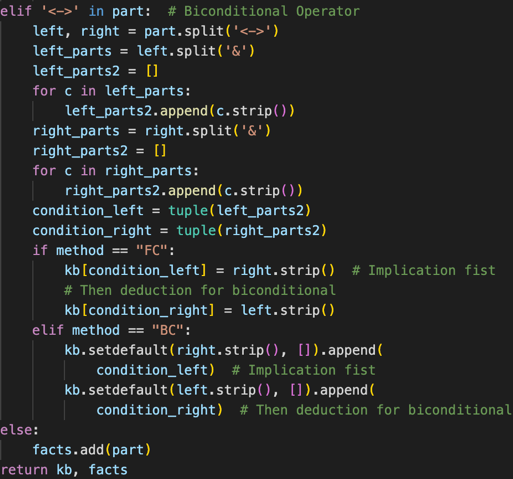 elif '<->' in part:  # Biconditional Operator
    left, right = part.split('<->')
    left_parts = left.split('&')
    left_parts2 = []
    for c in left_parts:
        left_parts2.append(c.strip())
    right_parts = right.split('&')
    right_parts2 = []
    for c in right_parts:
        right_parts2.append(c.strip())
    condition_left = tuple(left_parts2)
    condition_right = tuple(right_parts2)
    if method == "FC":
        kb[condition_left] = right.strip()  # Implication fist
        # Then deduction for biconditional
        kb[condition_right] = left.strip()
    elif method == "BC":
        kb.setdefault(right.strip(), []).append(
            condition_left)  # Implication fist
        kb.setdefault(left.strip(), []).append(
            condition_right)  # Then deduction for biconditional
else:
    facts.add(part)
return kb, facts